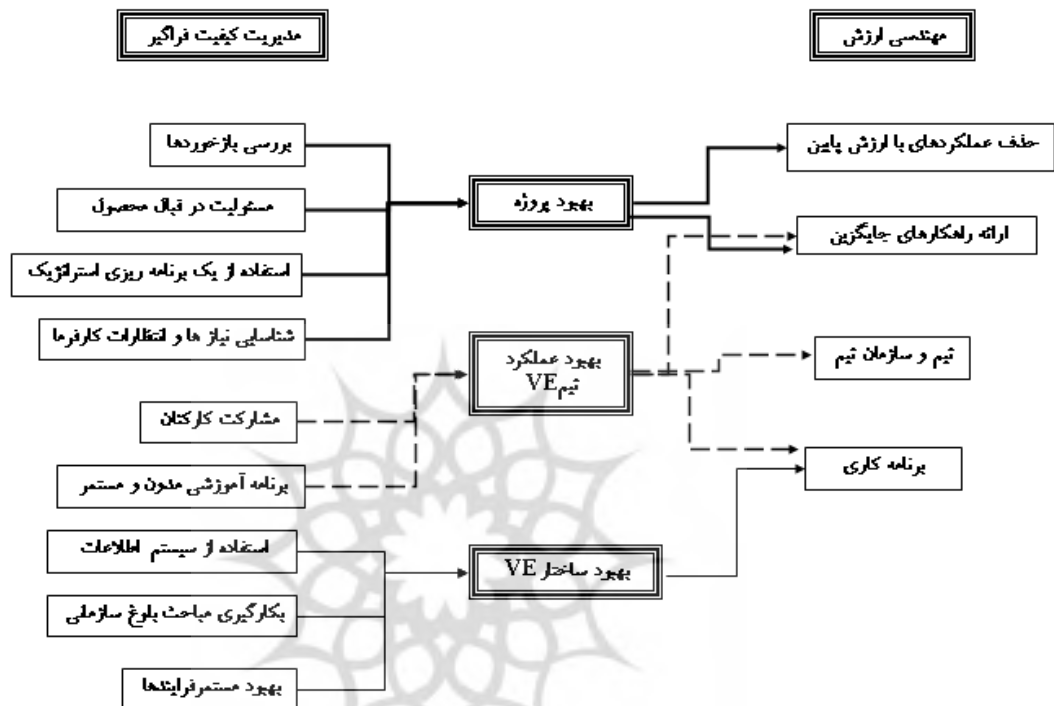 مهندسی ارزش
مدیریت کیفیت فراگیر
حذف عملکردهای با ارزش پایین
ارائه راهکارهای جایگزین
تیم و سازمان تیم
برنامه کاری
بهبود پروژه
بهبود عملکرد
تیم VE
بهبود ساختار VE
بررسی بازخوردها
مسئولیت در قبال محصول
استفاده از یک برنامه ریزی استراتژیک
شناسایی نیاز ها و انتظارات کارفرما
مشارکت کارکنان
برنامه آموزشی مدون و مستمر
استفاده از سیستم اطلاعات
بکارگیری مباحث بلوغ سازمانی
بهبود مستمرفرایندها